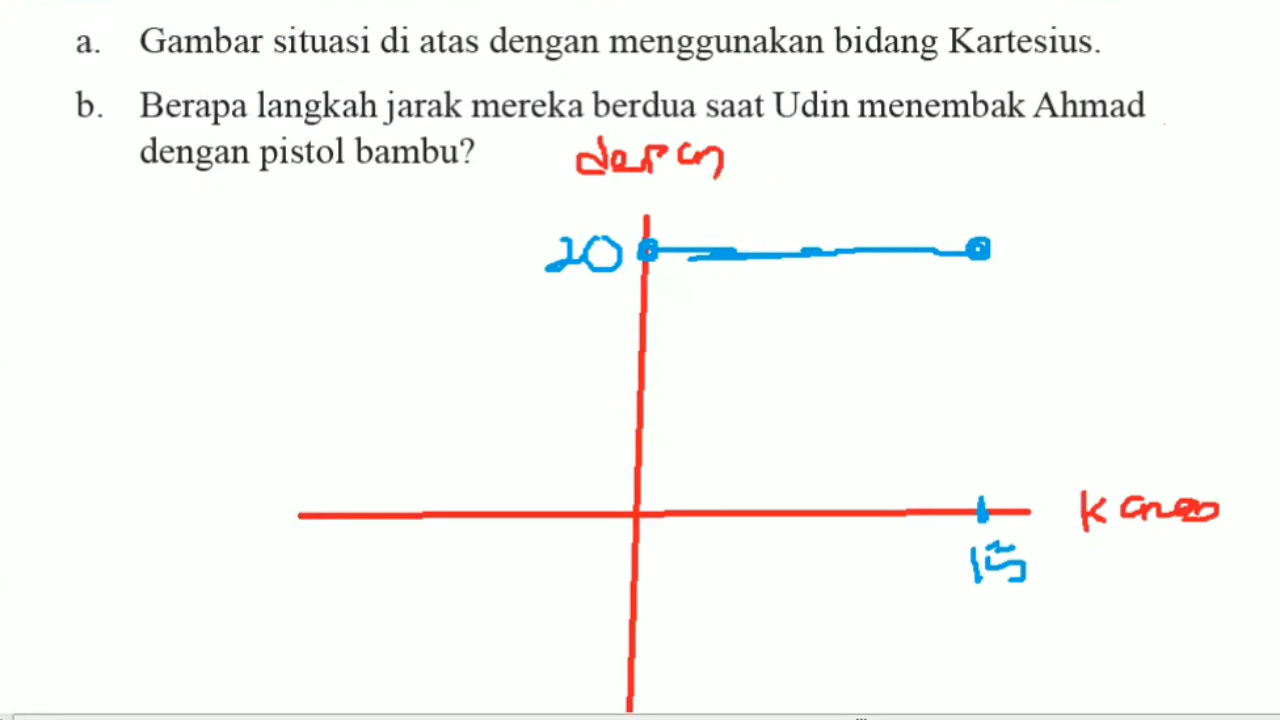 a. Gambar situasi di atas dengan menggunakan bidang Kartesius.
b. Berapa langkah jarak mereka berdua saat Udin menembak Ahmad
dengan pistol bambu?
depan
20
kanan
15